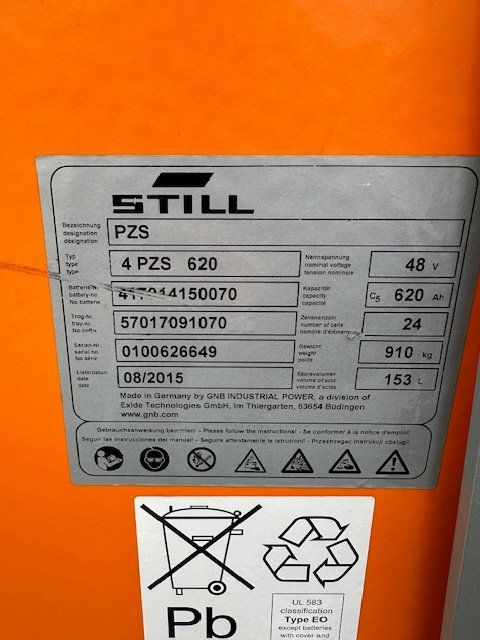 STILL
Bezeichnung
designation
désignation
PZS
Typ
type
type
4 PZS 620
Nennspannung
nominal voltage
tension nominale
48 V
Batterie-Nr.
battery-nr.
No.batterie
417014150070
Kapazität
capacity
capacité
C5 620 Ah
Trog-Nr.
tray-nr.
No.coffre
57017091070
Zellenanzahl
number of cells
nombre d'éléments
24
Serien-Nr.
serial no.
No.série
0100626649
Gewicht
weight
poids
910 kg
Lieferdatum
date
date
08/2015
Säurevolumen
volume of acid
volume d'acide
153 L
Made in Germany by GNB INDUSTRIAL POWER, a division of
Exide Technologies GmbH, Im Thiergarten, 63654 Büdingen
www.gnb.com
Gebrauchsanweisung beachten! - Please follow the instructions! - Se conformer à la notice d'emploi!
Seguir las instrucciones del manual - Seguire attentamente le istruzioni! - Przestrzegac instrukcji obslugi!
Pb
UL 583
classification
Type EO
except batteries
with cover and